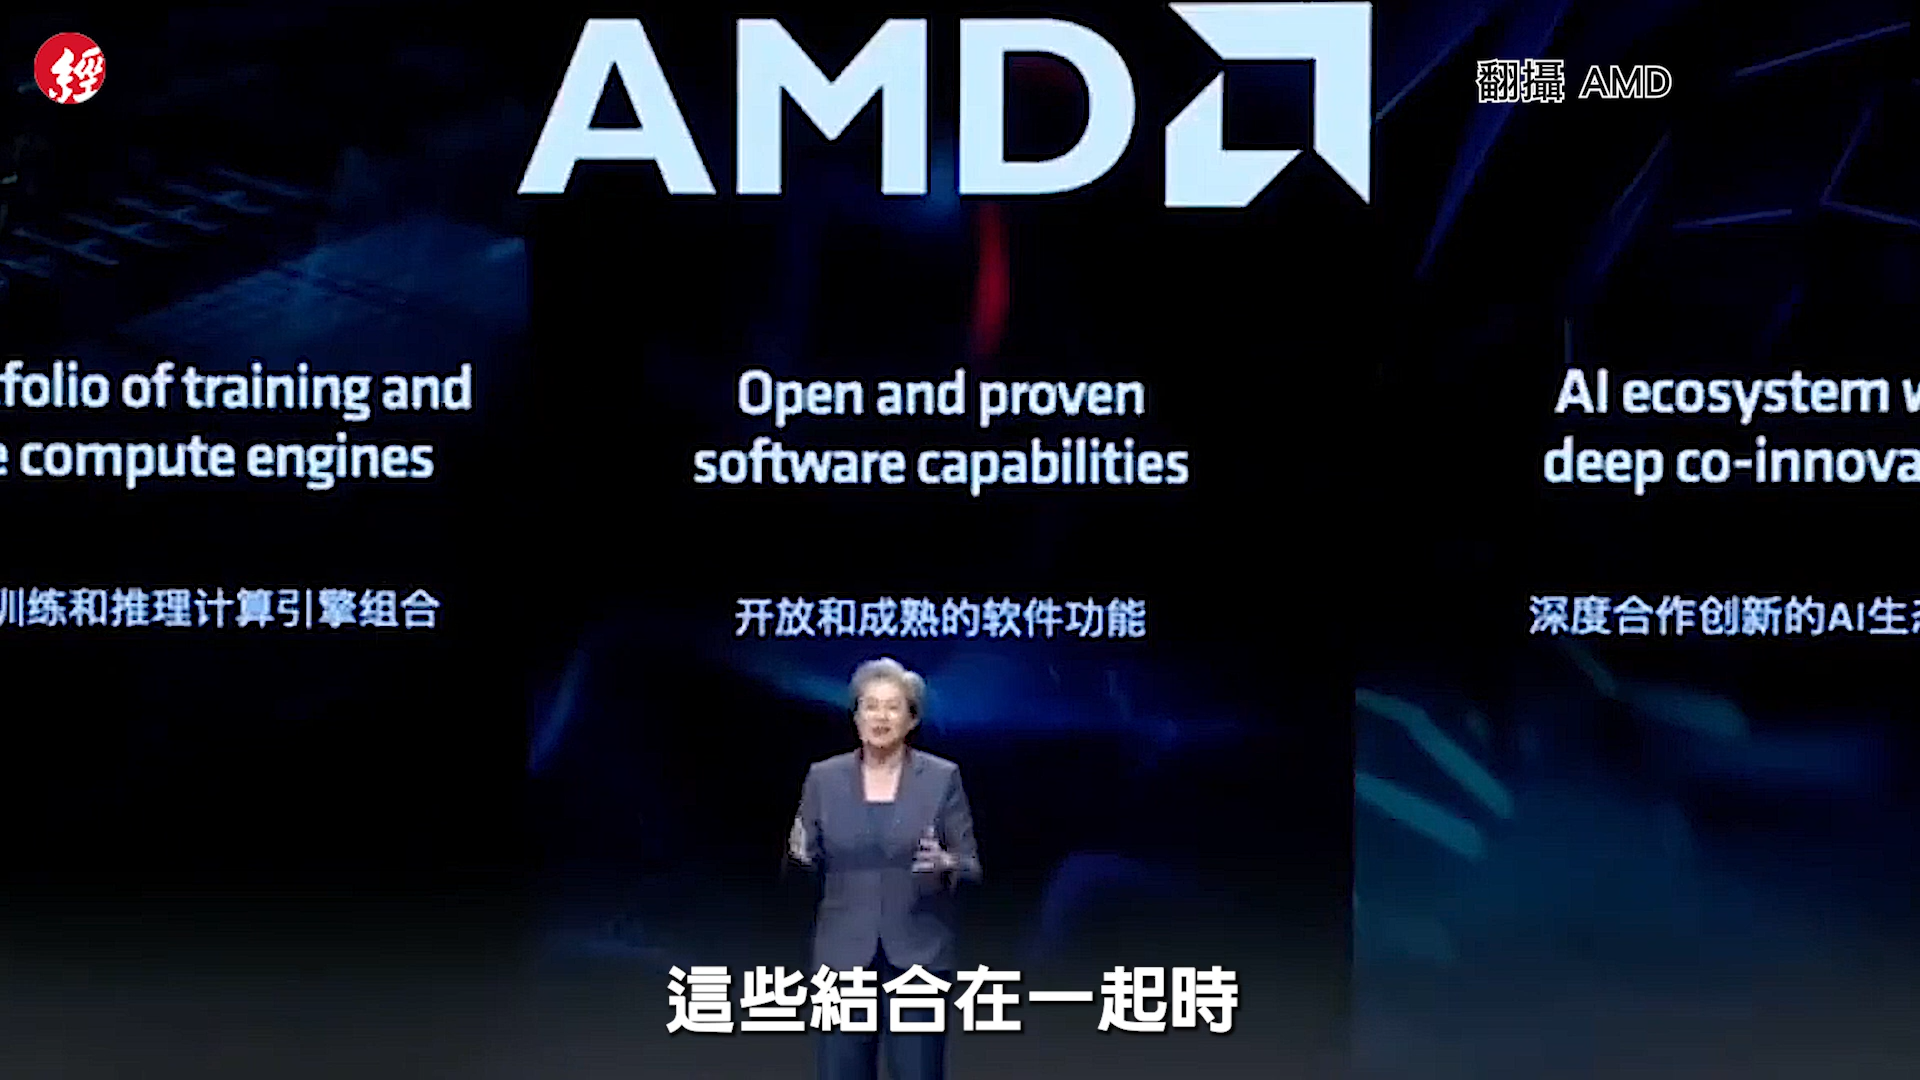 經
翻攝 AMD
AMD
folio of training and
compute engines
训练和推理计算引擎组合
Open and proven
software capabilities
开放和成熟的软件功能
AI ecosystem
deep co-innova
深度合作创新的AI生
這些結合在一起時